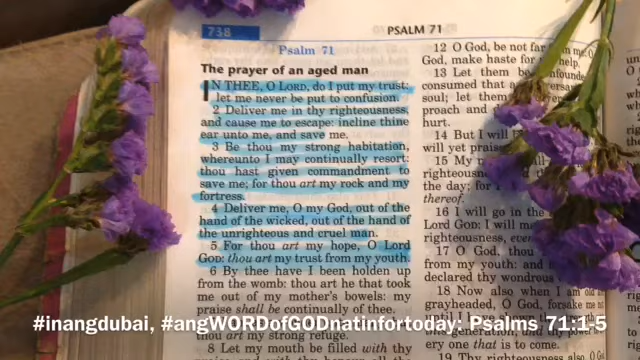 738
PSALM 71
Psalm 71
The prayer of an aged man
IN THEE, O LORD, do I put my trust:
let me never be put to confusion.
2 Deliver me in thy righteousness,
and cause me to escape: incline thine
ear unto me, and save me.
3 Be thou my strong habitation,
whereunto I may continually resort:
thou hast given commandment to
save me; for thou art my rock and my
fortress.
4 Deliver me, O my God, out of the
hand of the wicked, out of the hand of
the unrighteous and cruel man.
5 For thou art my hope, O Lord
GOD: thou art my trust from my youth.
6 By thee have I been holden up
from the womb: thou art he that took
me out of my mother's bowels: my
praise shall be continually of thee.
thou art my strong refuge.
8 Let my mouth be filled with thy
12 O God, be not far from me: O
God, make haste for my help.
13 Let them be
consumed that a
soul; let them
proach and
hurt.
14 But I will
will yet praise
15 My
righteousn
the day; for I
thereof.
16 I will go in the
Lord GOD: I will
righteousness, even
17 O God, thou
from my youth: and
declared thy wondrous
18 Now also when I am old
grayheaded, O God, forsake me
until I have
one that is to come.
19 Thy righteousness also, O G
#inangdubai, #angWORDofGODnatinfortoday: Psalms 71:1-5